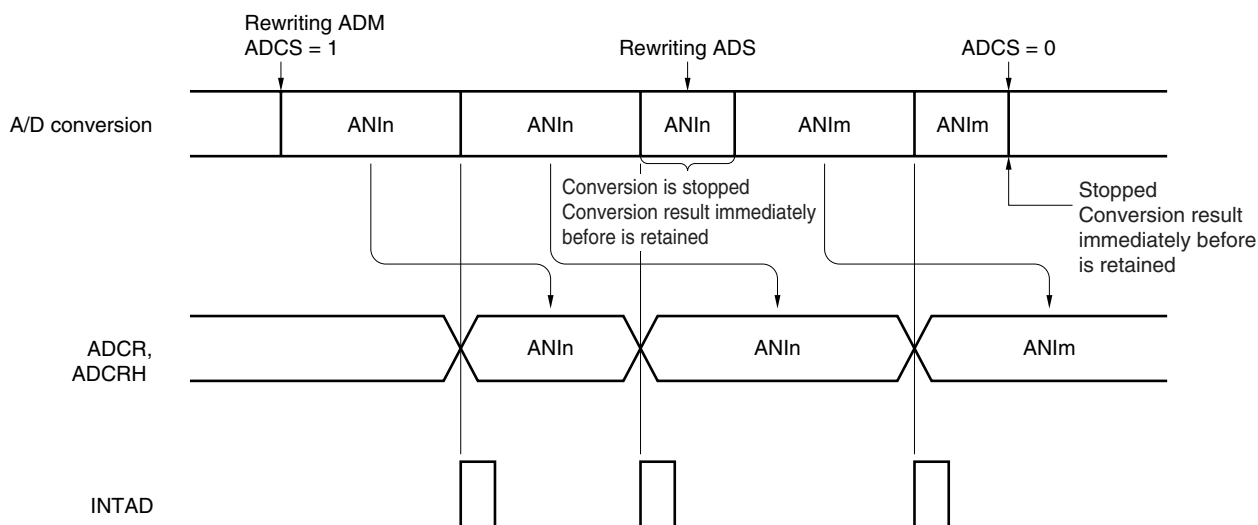 Rewriting ADM
ADCS = 1
Rewriting ADS
ADCS = 0
A/D conversion
ANIn
ANIn
ANIn
ANIm
ANIm
Conversion is stopped
Conversion result immediately
before is retained
Stopped
Conversion result
immediately before
is retained
ADCR,
ADCRH
ANIn
ANIn
ANIm
INTAD